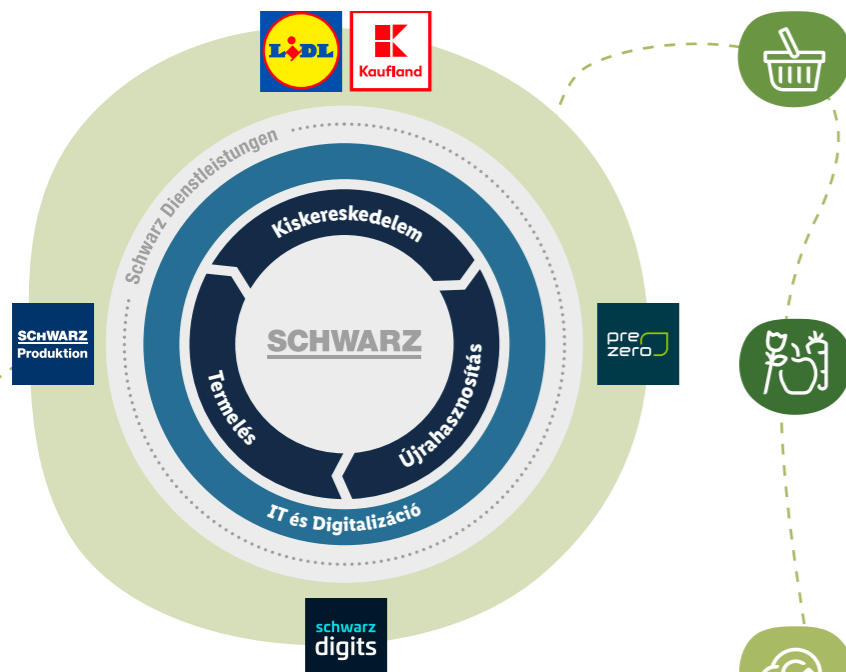 LIDL
Kaufland
Schwarz Dienstleistungen
Kiskereskedelem
SCHWARZ
Produktion
SCHWARZ
pre
zero
Termelés
Újrahasznosítás
IT és Digitalizáció
schwarz
digits